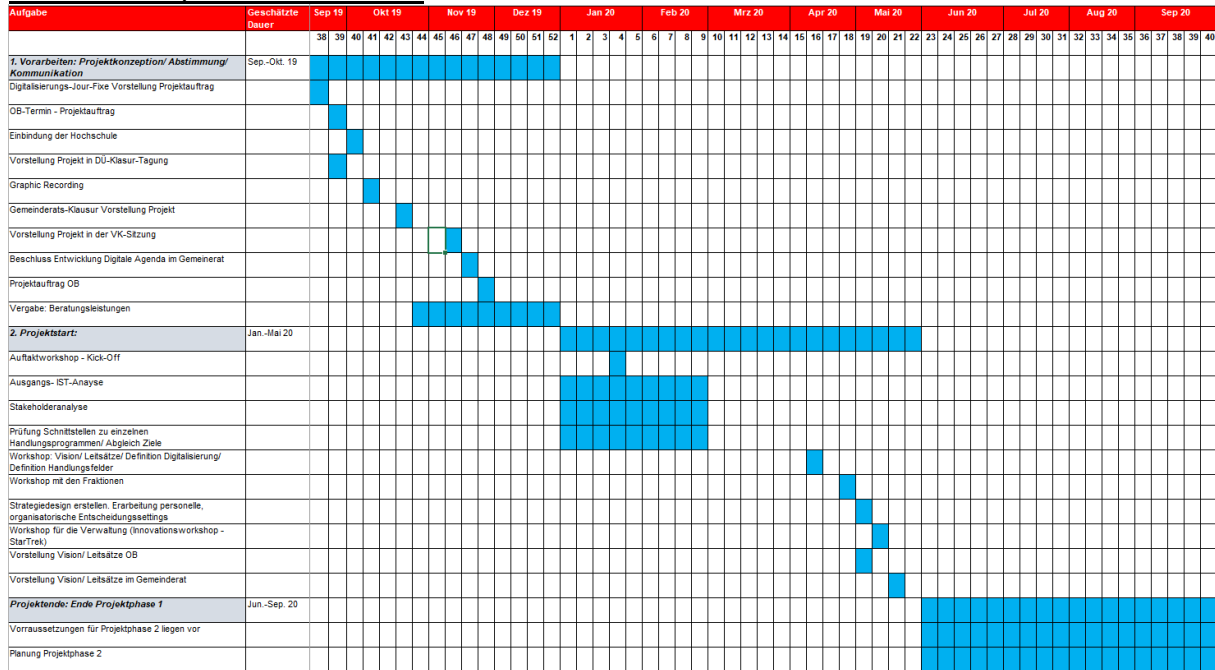 Aufgabe Geschätzte Dauer Sep 19 Okt 19 Nov 19 Dez 19 Jan 20 Feb 20 Mrz 20 Apr 20 Mai 20 Jun 20 Jul 20 Aug 20 Sep 20
38 39 40 41 42 43 44 45 46 47 48 49 50 51 52 1 2 3 4 5 6 7 8 9 10 11 12 13 14 15 16 17 18 19 20 21 22 23 24 25 26 27 28 29 30 31 32 33 34 35 36 37 38 39 40
1. Vorarbeiten: Projektkonzeption/ Abstimmung/ Sep.-Okt. 19
Kommunikation
Digitalisierungs-Jour-Fixe Vorstellung Projektauftrag
OB-Termin - Projektauftrag
Einbindung der Hochschule
Vorstellung Projekt in DÜ-Klasur-Tagung
Graphic Recording
Gemeinderats-Klausur Vorstellung Projekt
Vorstellung Projekt in der VK-Sitzung
Beschluss Entwicklung Digitale Agenda im Gemeinerat
Projektauftrag OB
Vergabe: Beratungsleistungen
2. Projektstart: Jan.-Mai 20
Auftaktworkshop - Kick-Off
Ausgangs- IST-Anayse
Stakeholderanalyse
Prüfung Schnittstellen zu einzelnen
Handlungsprogrammen/ Abgleich Ziele
Workshop: Vision/ Leitsätze/ Definition Digitalisierung/
Definition Handlungsfelder
Workshop mit den Fraktionen
Strategiedesign erstellen. Erarbeitung personelle,
organisatorische Entscheidungssettings
Workshop für die Verwaltung (Innovationsworkshop -
StarTrek)
Vorstellung Vision/ Leitsätze OB
Vorstellung Vision/ Leitsätze im Gemeinderat
Projektende: Ende Projektphase 1 Jun.-Sep. 20
Vorraussetzungen für Projektphase 2 liegen vor
Planung Projektphase 2